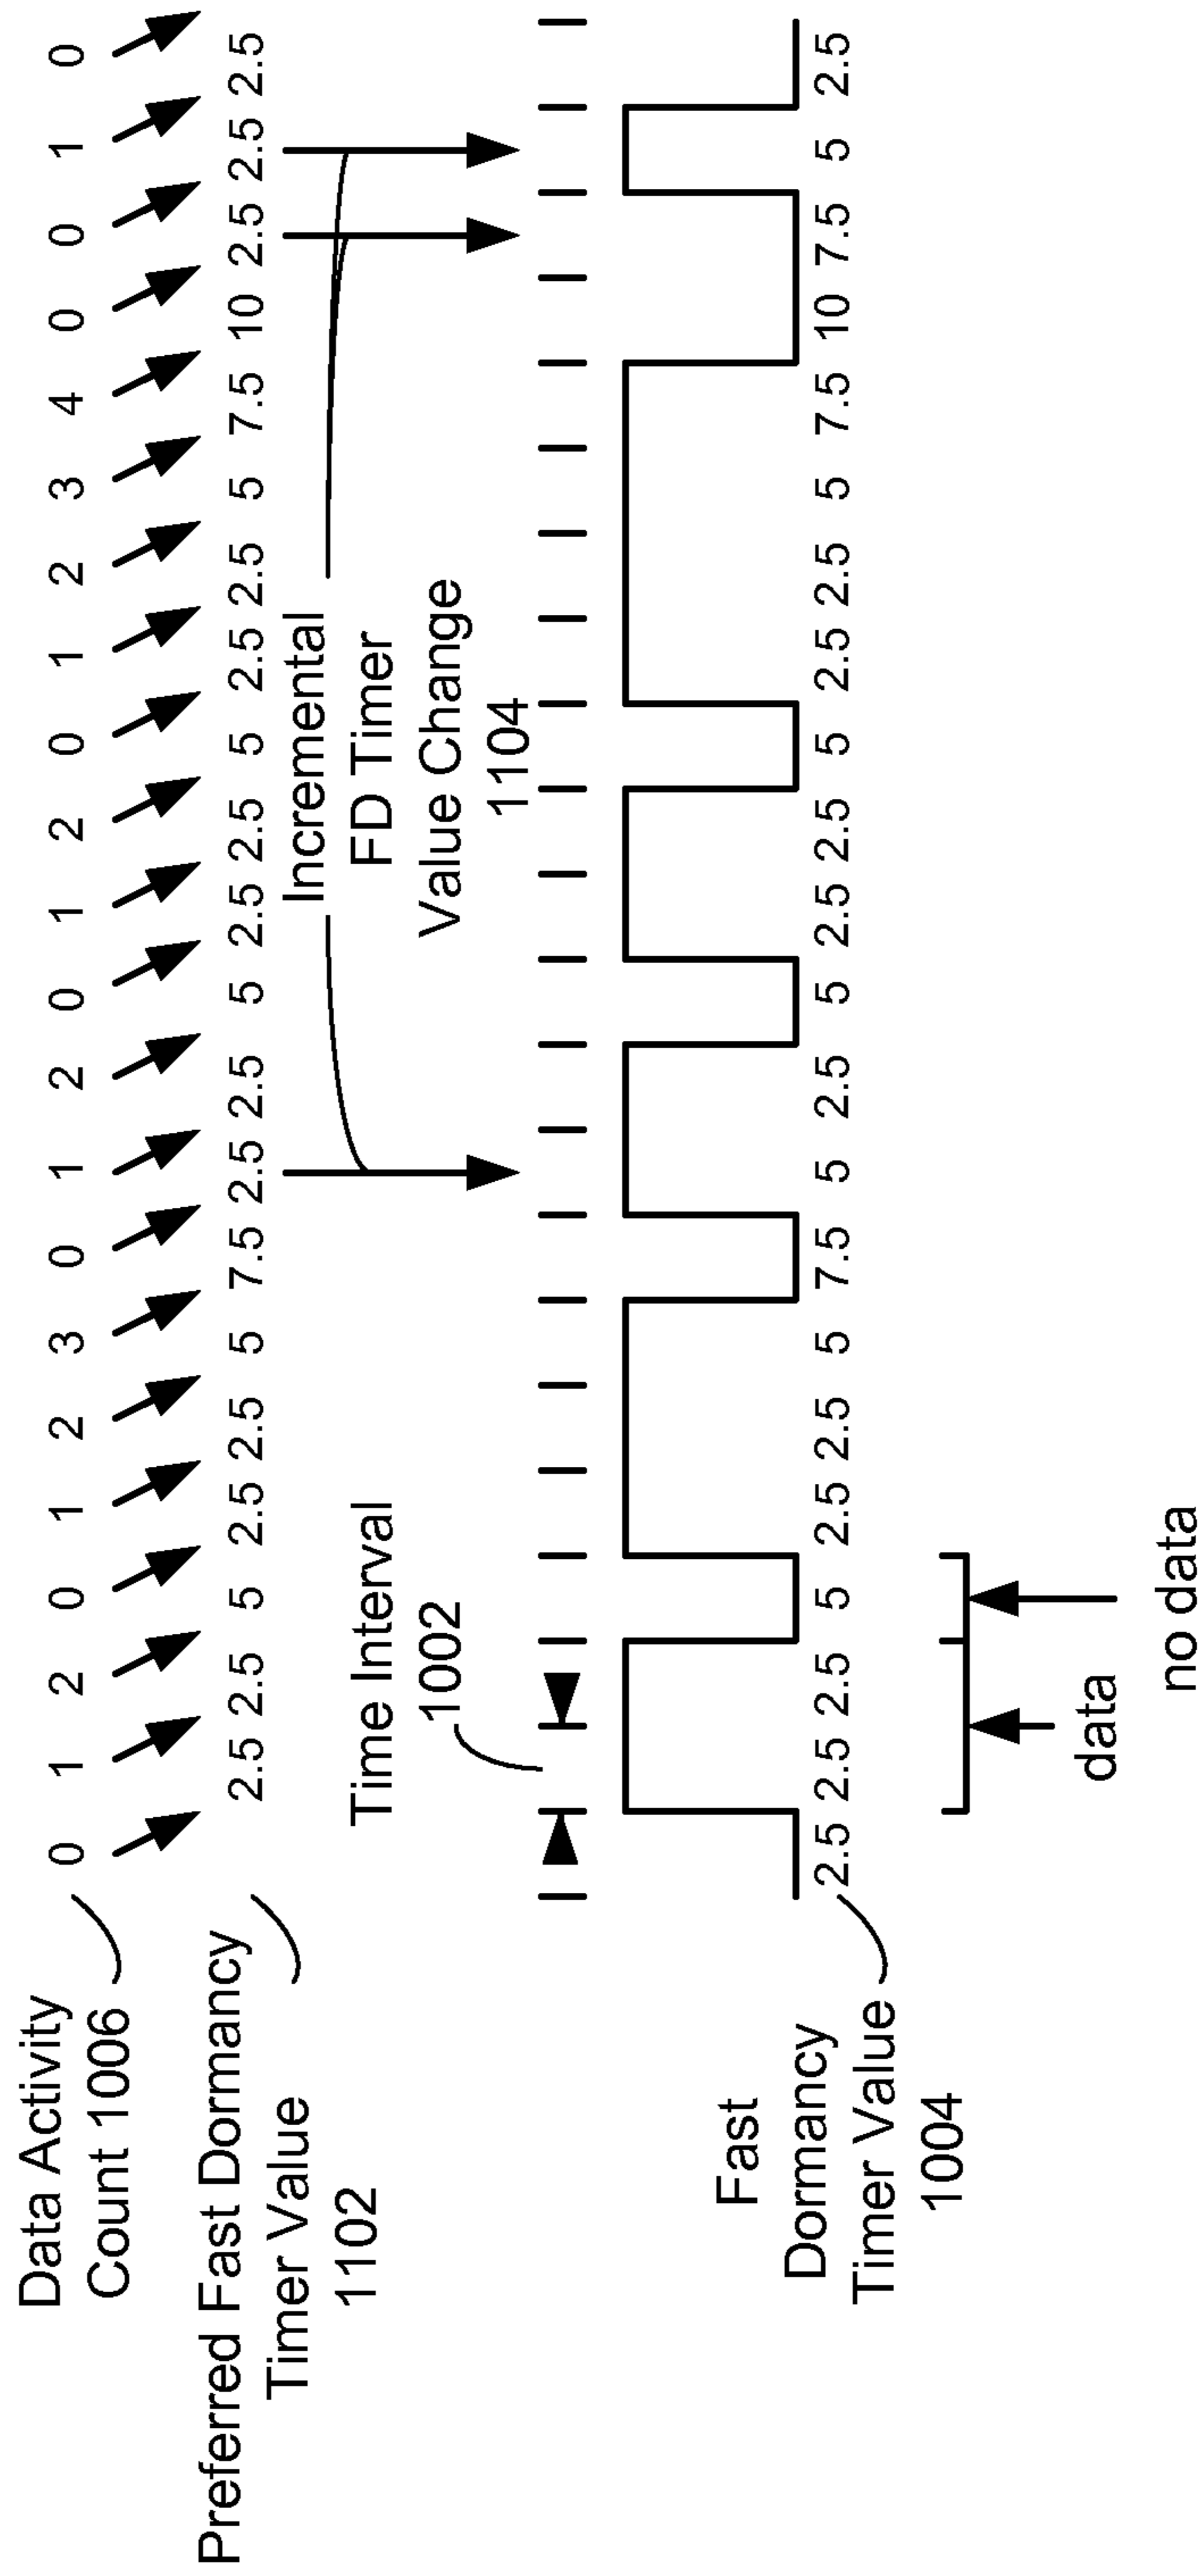 Data Activity
Count 1006
0 1 2 0 1 2 3 0 1 2 0 1 2 0 1 2 3 4 0 0 1 0
Preferred Fast Dormancy
Timer Value
1102
2.5 2.5 5 2.5 2.5 5 7.5 2.5 2.5 5 2.5 2.5 5 2.5 2.5 5 7.5 10 2.5 2.5 2.5
Incremental
FD Timer
Value Change
1104
Time Interval
1002
Fast
Dormancy
Timer Value
1004
2.5 2.5 2.5 5 2.5 2.5 5 7.5 5 2.5 5 2.5 2.5 5 2.5 2.5 5 7.5 10 7.5 5 2.5
data
no data